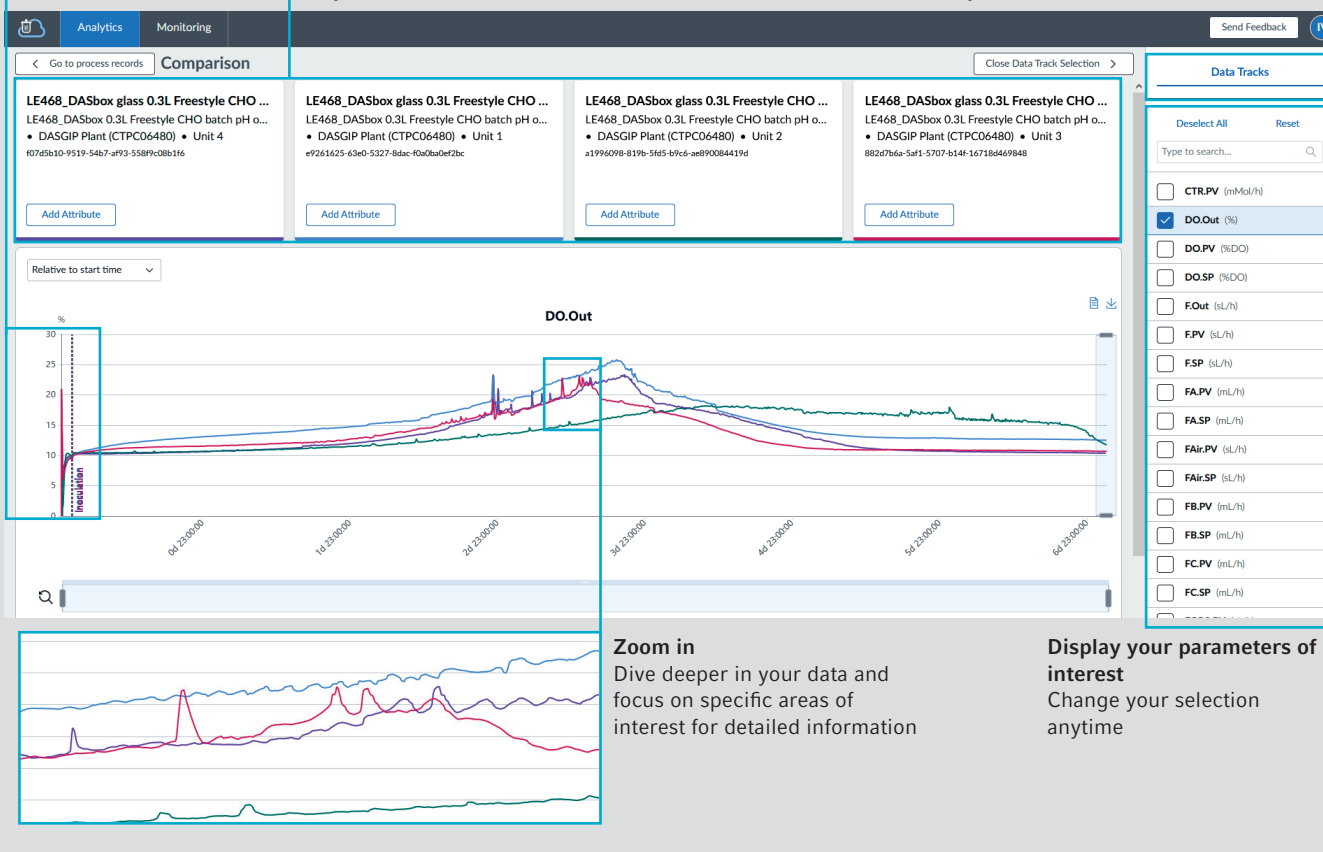 Analytics
Monitoring
Send Feedback
IV
Go to process records
Comparison
Close Data Track Selection
LE468_DASbox glass 0.3L Freestyle CHO ...
LE468_DASbox 0.3L Freestyle CHO batch pH o...
• DASGIP Plant (CTPC06480) • Unit 4
f07d5b10-9519-54b7-af93-558f9c08b1f6
Add Attribute
LE468_DASbox glass 0.3L Freestyle CHO ...
LE468_DASbox 0.3L Freestyle CHO batch pH o...
• DASGIP Plant (CTPC06480) • Unit 1
e9261625-63e0-5327-8dac-f0a0ba0ef2bc
Add Attribute
LE468_DASbox glass 0.3L Freestyle CHO ...
LE468_DASbox 0.3L Freestyle CHO batch pH o...
• DASGIP Plant (CTPC06480) • Unit 2
a1996098-819b-5fd5-b9c6-ae890084419d
Add Attribute
LE468_DASbox glass 0.3L Freestyle CHO ...
LE468_DASbox 0.3L Freestyle CHO batch pH o...
• DASGIP Plant (CTPC06480) • Unit 3
882d7b6a-5af1-5707-b14f-16718d469848
Add Attribute
Relative to start time
DO.Out
%
30
25
20
15
10
5
0
Inoculation
0d 23:00:00
1d 23:00:00
2d 23:00:00
3d 23:00:00
4d 23:00:00
5d 23:00:00
6d 23:00:00
Data Tracks
Deselect All
Reset
Type to search...
CTR.PV (mMol/h)
DO.Out (%)
DO.PV (%DO)
DO.SP (%DO)
F.Out (sL/h)
F.PV (sL/h)
F.SP (sL/h)
FA.PV (mL/h)
FA.SP (mL/h)
FAir.PV (sL/h)
FAir.SP (sL/h)
FB.PV (mL/h)
FB.SP (mL/h)
FC.PV (mL/h)
FC.SP (mL/h)
Zoom in
Dive deeper in your data and
focus on specific areas of
interest for detailed information
Display your parameters of
interest
Change your selection
anytime